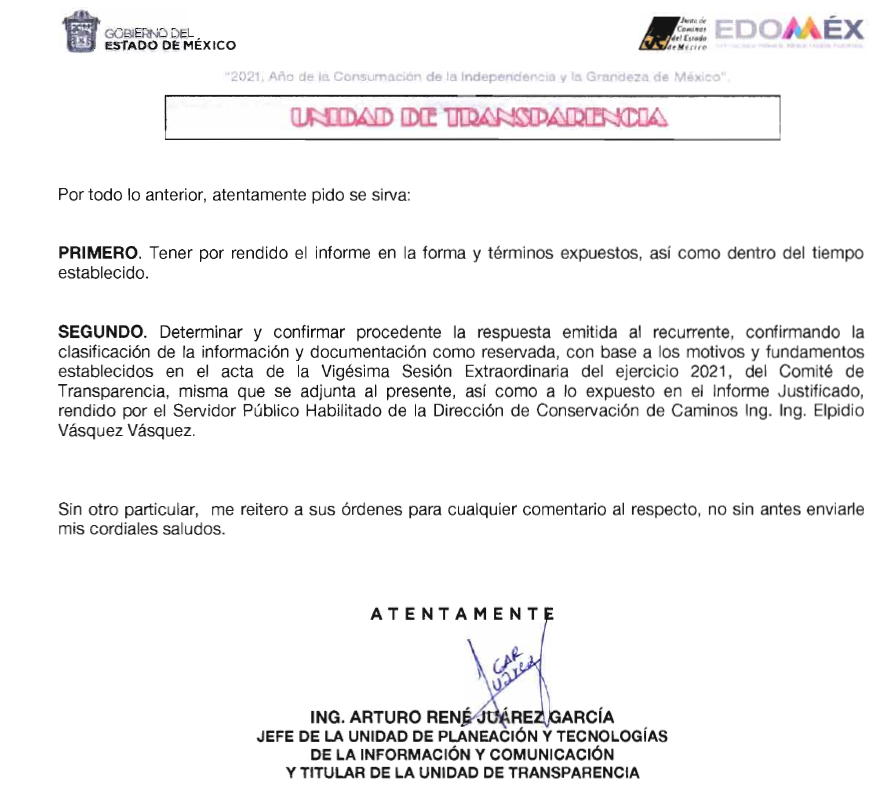 GOBIERNO DEL
ESTADO DE MÉXICO
Junta de
Caminos
del Estado
de México
EDOMÉX
"2021, Año de la Consumación de la Independencia y la Grandeza de México".
UNIDAD DE TRANSPARENCIA
Por todo lo anterior, atentamente pido se sirva:
PRIMERO. Tener por rendido el informe en la forma y términos expuestos, así como dentro del tiempo
establecido.
SEGUNDO. Determinar y confirmar procedente la respuesta emitida al recurrente, confirmando la
clasificación de la información y documentación como reservada, con base a los motivos y fundamentos
establecidos en el acta de la Vigésima Sesión Extraordinaria del ejercicio 2021, del Comité de
Transparencia, misma que se adjunta al presente, así como a lo expuesto en el Informe Justificado,
rendido por el Servidor Público Habilitado de la Dirección de Conservación de Caminos Ing. Ing. Elpidio
Vásquez Vásquez.
Sin otro particular, me reitero a sus órdenes para cualquier comentario al respecto, no sin antes enviarle
mis cordiales saludos.
A T E N T A M E N T E
ING. ARTURO RENÉ JUÁREZ GARCÍA
JEFE DE LA UNIDAD DE PLANEACIÓN Y TECNOLOGÍAS
DE LA INFORMACIÓN Y COMUNICACIÓN
Y TITULAR DE LA UNIDAD DE TRANSPARENCIA